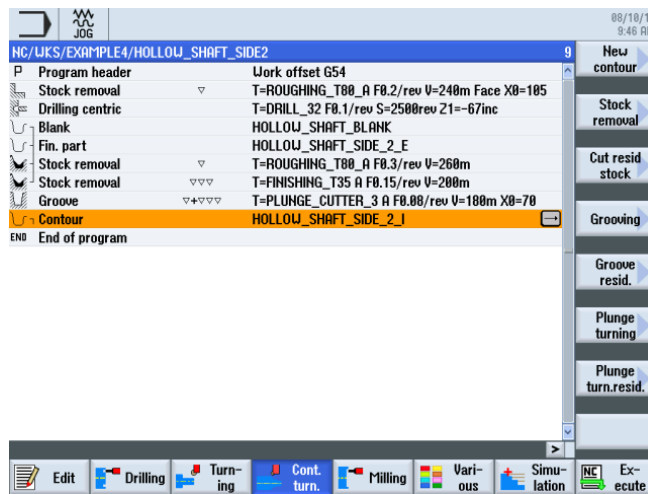 JOG
08/10/1
9:46 A
NC/WKS/EXAMPLE4/HOLLOW_SHAFT_SIDE2 9
P Program header Work offset G54
Stock removal ▽ T=ROUGHING_T80_A F0.2/rev V=240m Face X0=105
Drilling centric T=DRILL_32 F0.1/rev S=2500rev Z1=-67inc
Blank HOLLOW_SHAFT_BLANK
Fin. part HOLLOW_SHAFT_SIDE_2_E
Stock removal ▽ T=ROUGHING_T80_A F0.3/rev V=260m
Stock removal ▽▽▽ T=FINISHING_T35_A F0.15/rev V=200m
Groove ▽+▽▽▽ T=PLUNGE_CUTTER_3_A F0.08/rev V=180m X0=70
Contour HOLLOW_SHAFT_SIDE_2_I
END End of program
New
contour
Stock
removal
Cut resid
stock
Grooving
Groove
resid.
Plunge
turning
Plunge
turn.resid.
>
Edit
Drilling
Turn-
ing
Cont.
turn.
Milling
Vari-
ous
Simu-
lation
NC
Ex-
ecute